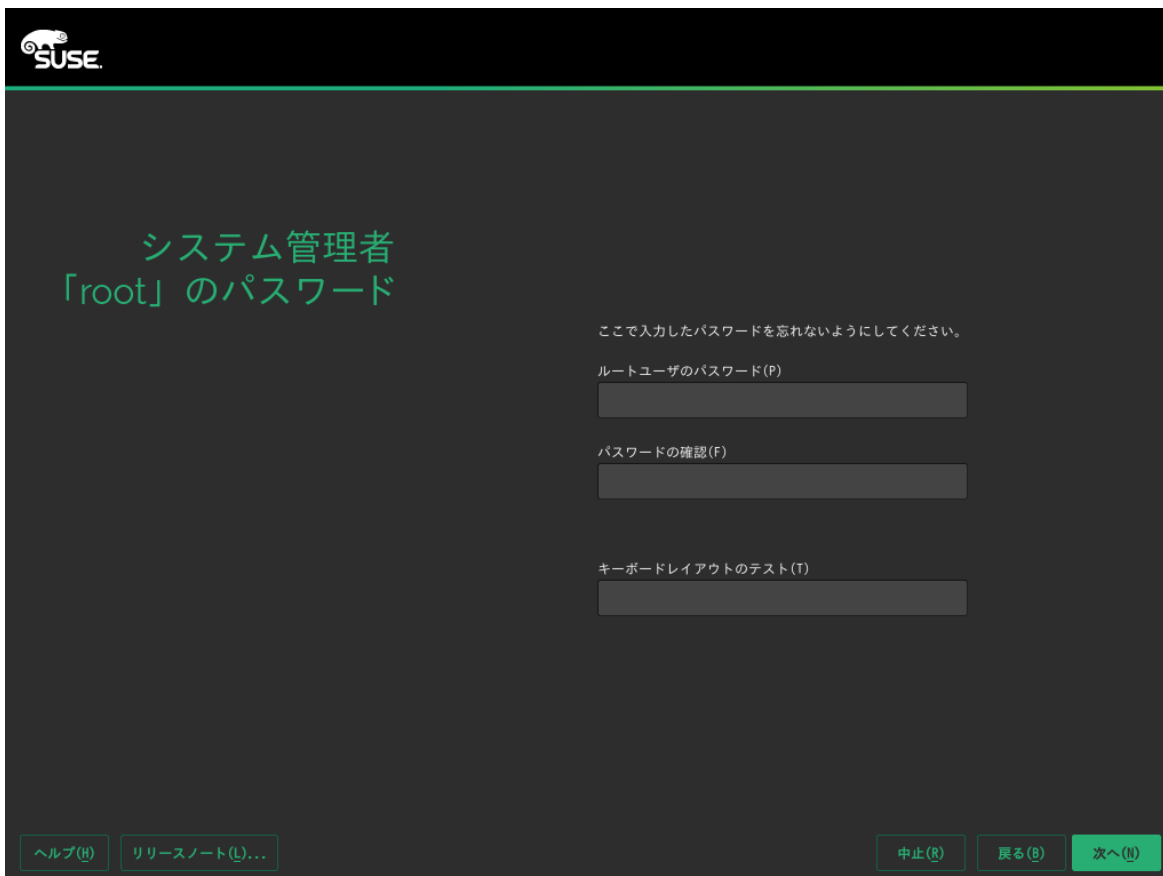 SUSE.
システム管理者
「root」のパスワード
ここで入力したパスワードを忘れないようにしてください。
ルートユーザのパスワード(P)
パスワードの確認(F)
キーボードレイアウトのテスト(T)
ヘルプ(H) リリースノート(L)... 中止(R) 戻る(B) 次へ(N)